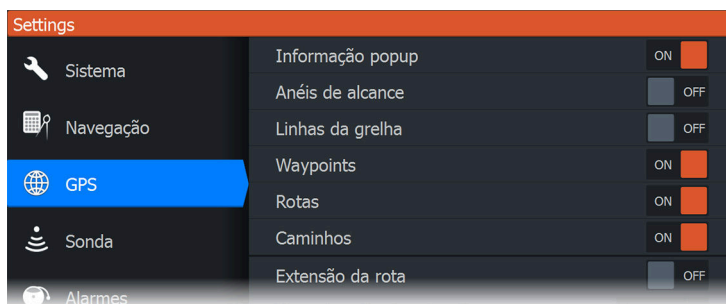 Settings
Sistema
Navegação
GPS
Sonda
Alarmes
Informação popup ON
Anéis de alcance OFF
Linhas da grelha OFF
Waypoints ON
Rotas ON
Caminhos ON
Extensão da rota OFF